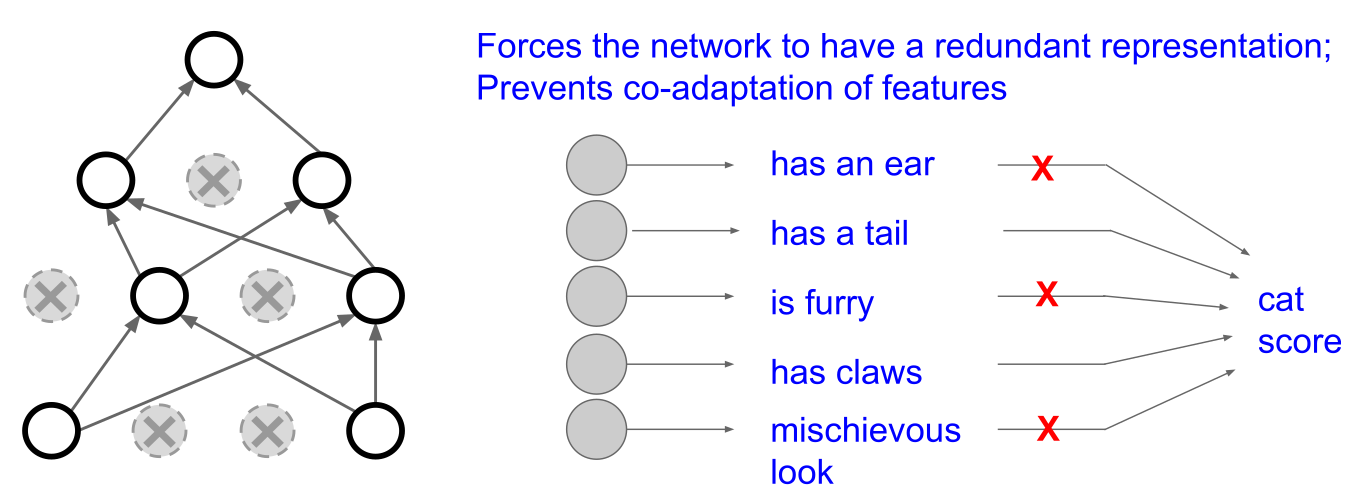 Forces the network to have a redundant representation;
Prevents co-adaptation of features
has an ear
X
has a tail
is furry
X
cat
score
has claws
mischievous
look
X